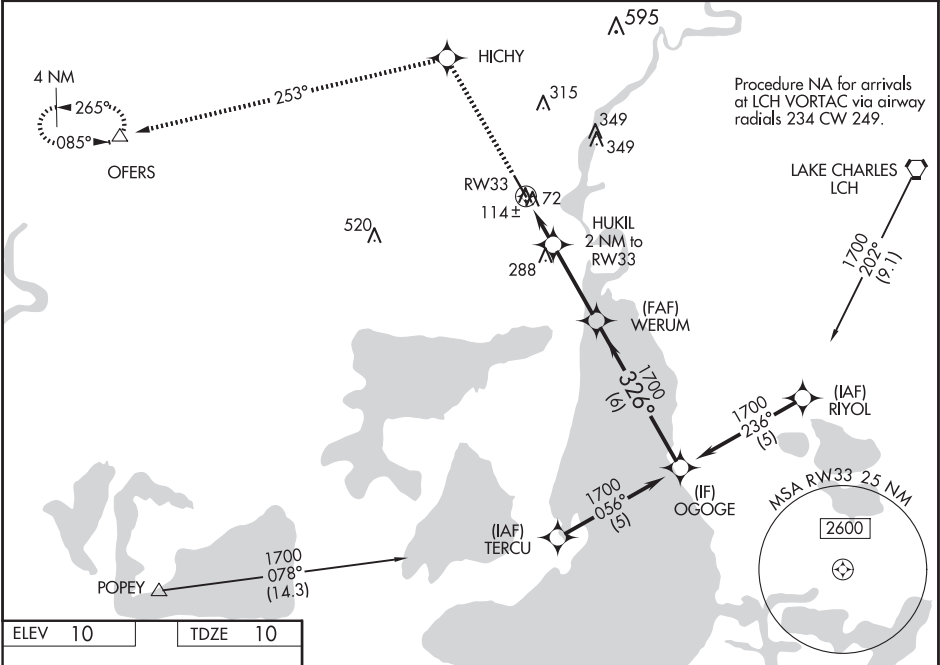 595
HICHY
4 NM
265°
085°
OFERS
253°
315
349
349
Procedure NA for arrivals
at LCH VORTAC via airway
radials 234 CW 249.
LAKE CHARLES
LCH
RW33
72
114±
520
HUKIL
2 NM to
RW33
288
1700
202°
(9.1)
(FAF)
WERUM
1700
326°
(6)
(IAF)
RIYOL
1700
236°
(5)
(IF)
OGOGE
1700
056°
(5)
(IAF)
TERCU
MSA RW33 25 NM
2600
POPEY
1700
078°
(14.3)
ELEV 10
TDZE 10